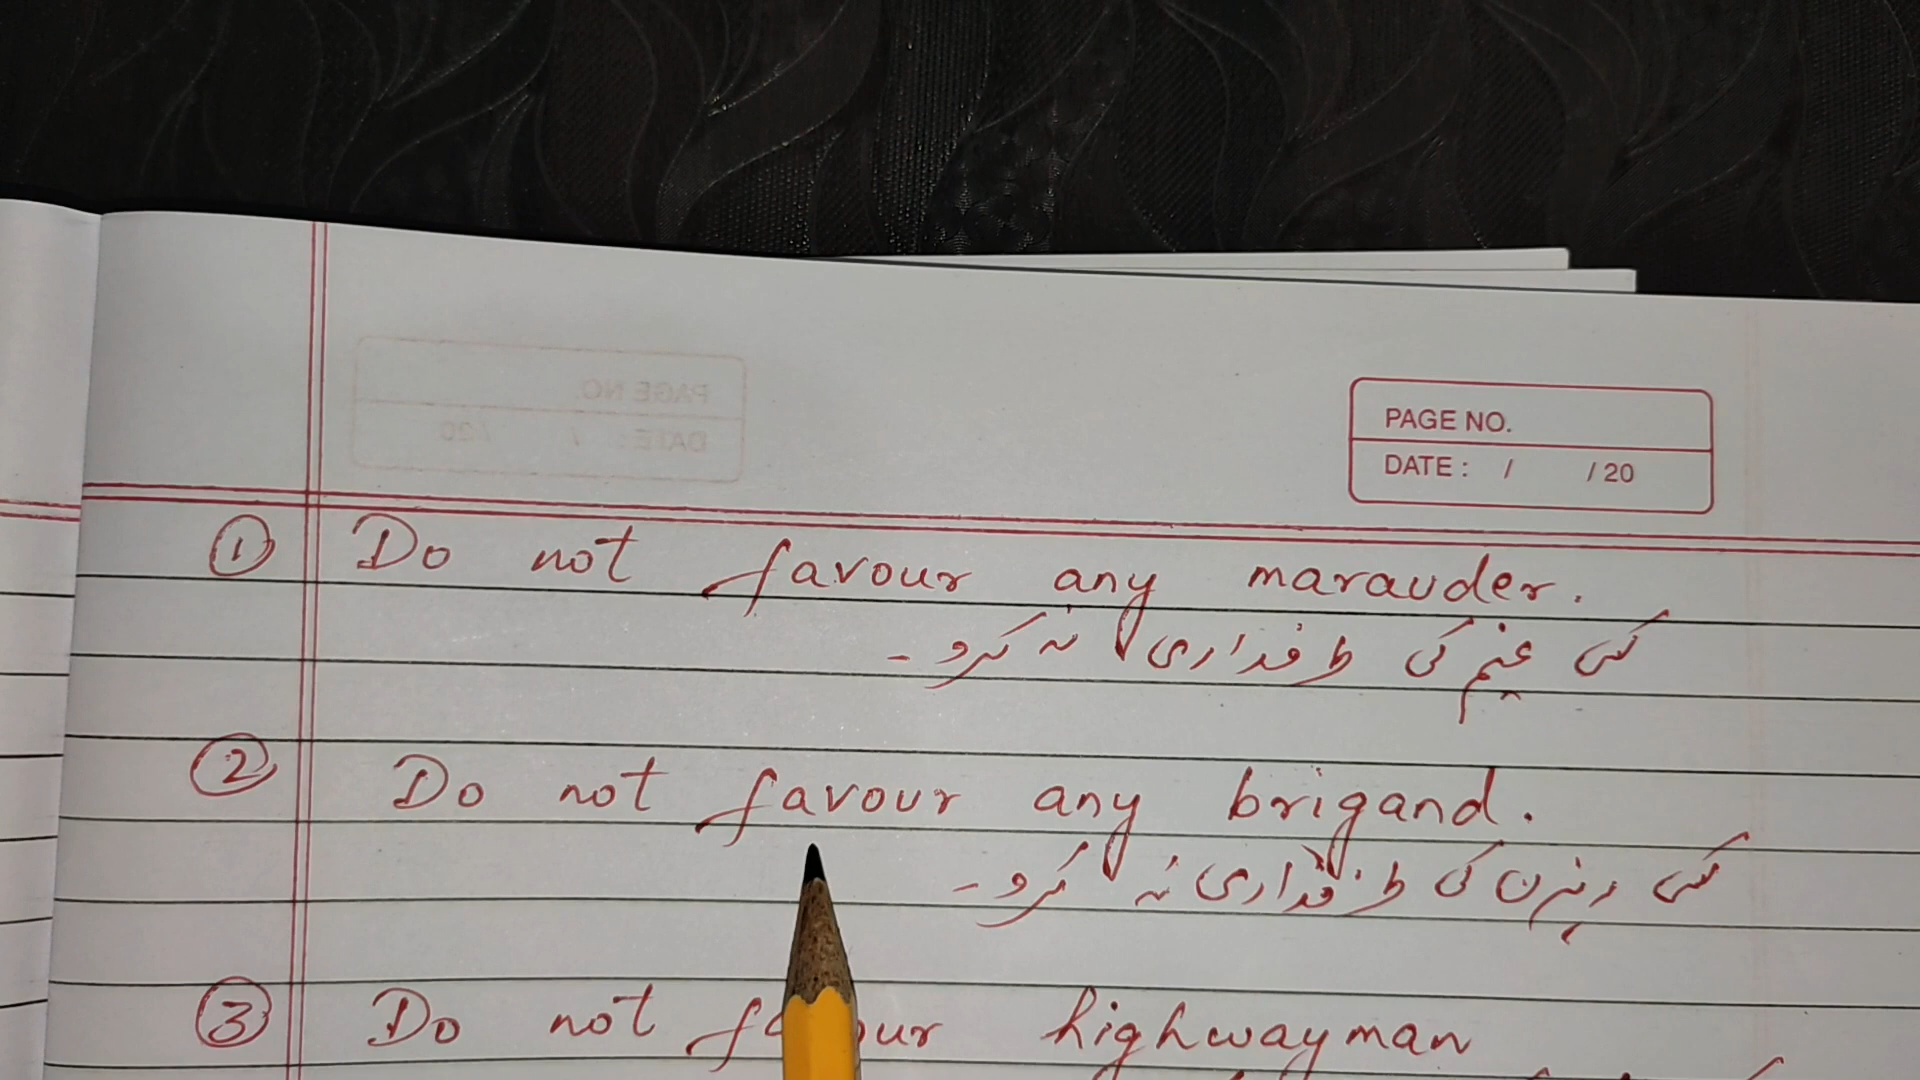 PAGE NO.
DATE : / / 20
① Do not favour any marauder.
کسی غنیم کی طرفداری نہ کرو۔
② Do not favour any brigand.
کسی رہزن کی طرفداری نہ کرو۔
③ Do not favour highwayman